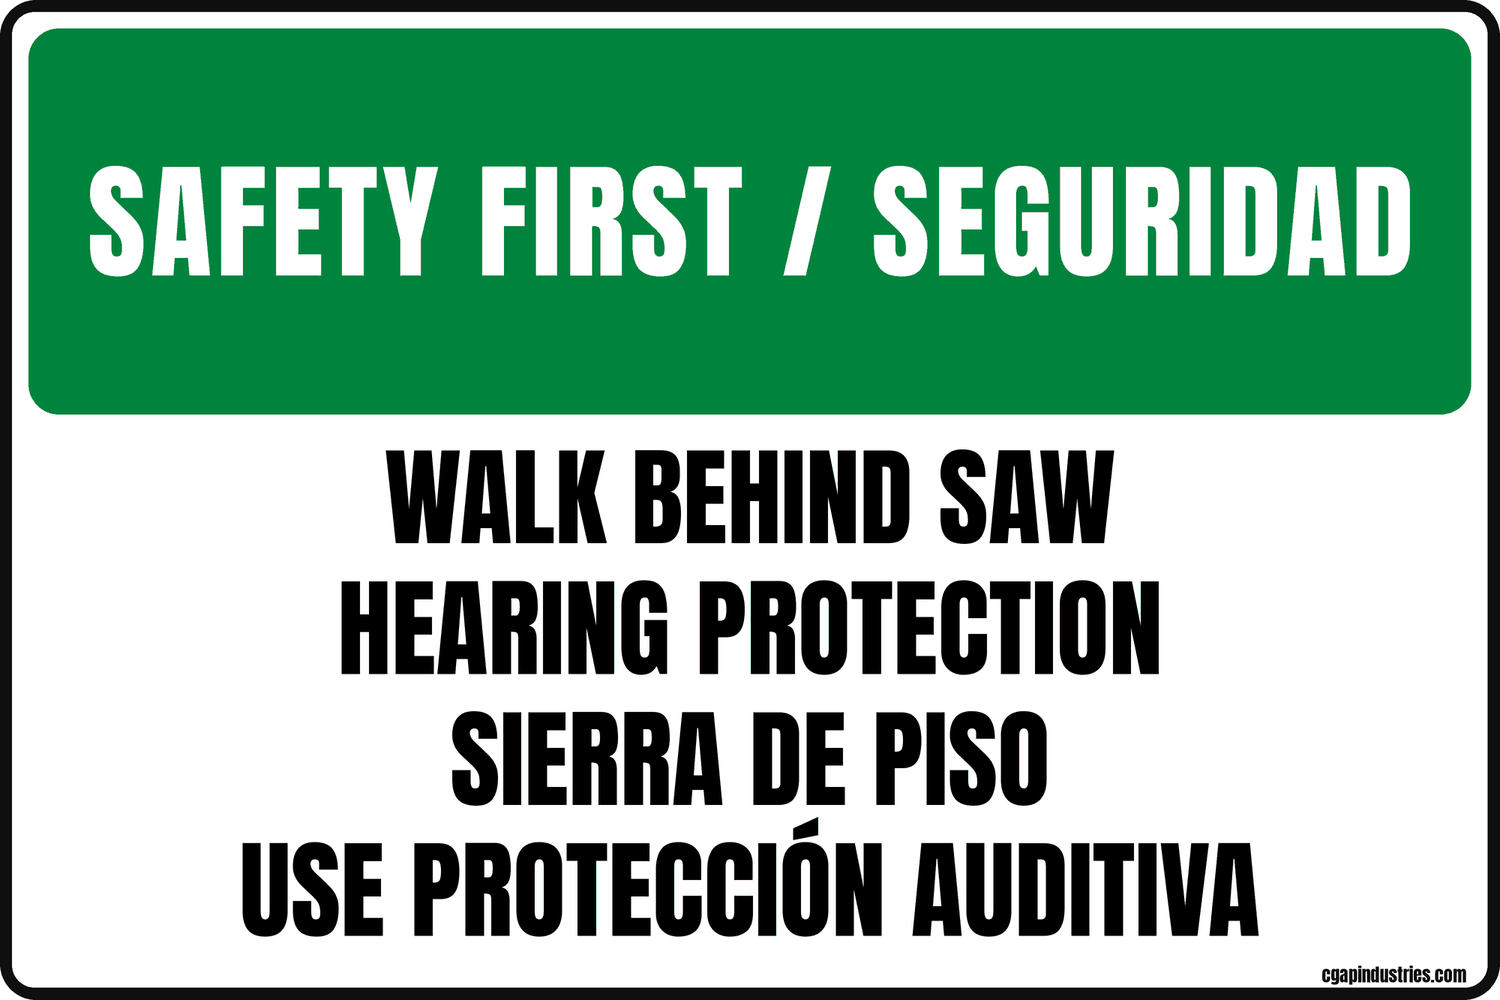 SAFETY FIRST / SEGURIDAD
WALK BEHIND SAW
HEARING PROTECTION
SIERRA DE PISO
USE PROTECCIÓN AUDITIVA
cgapindustries.com